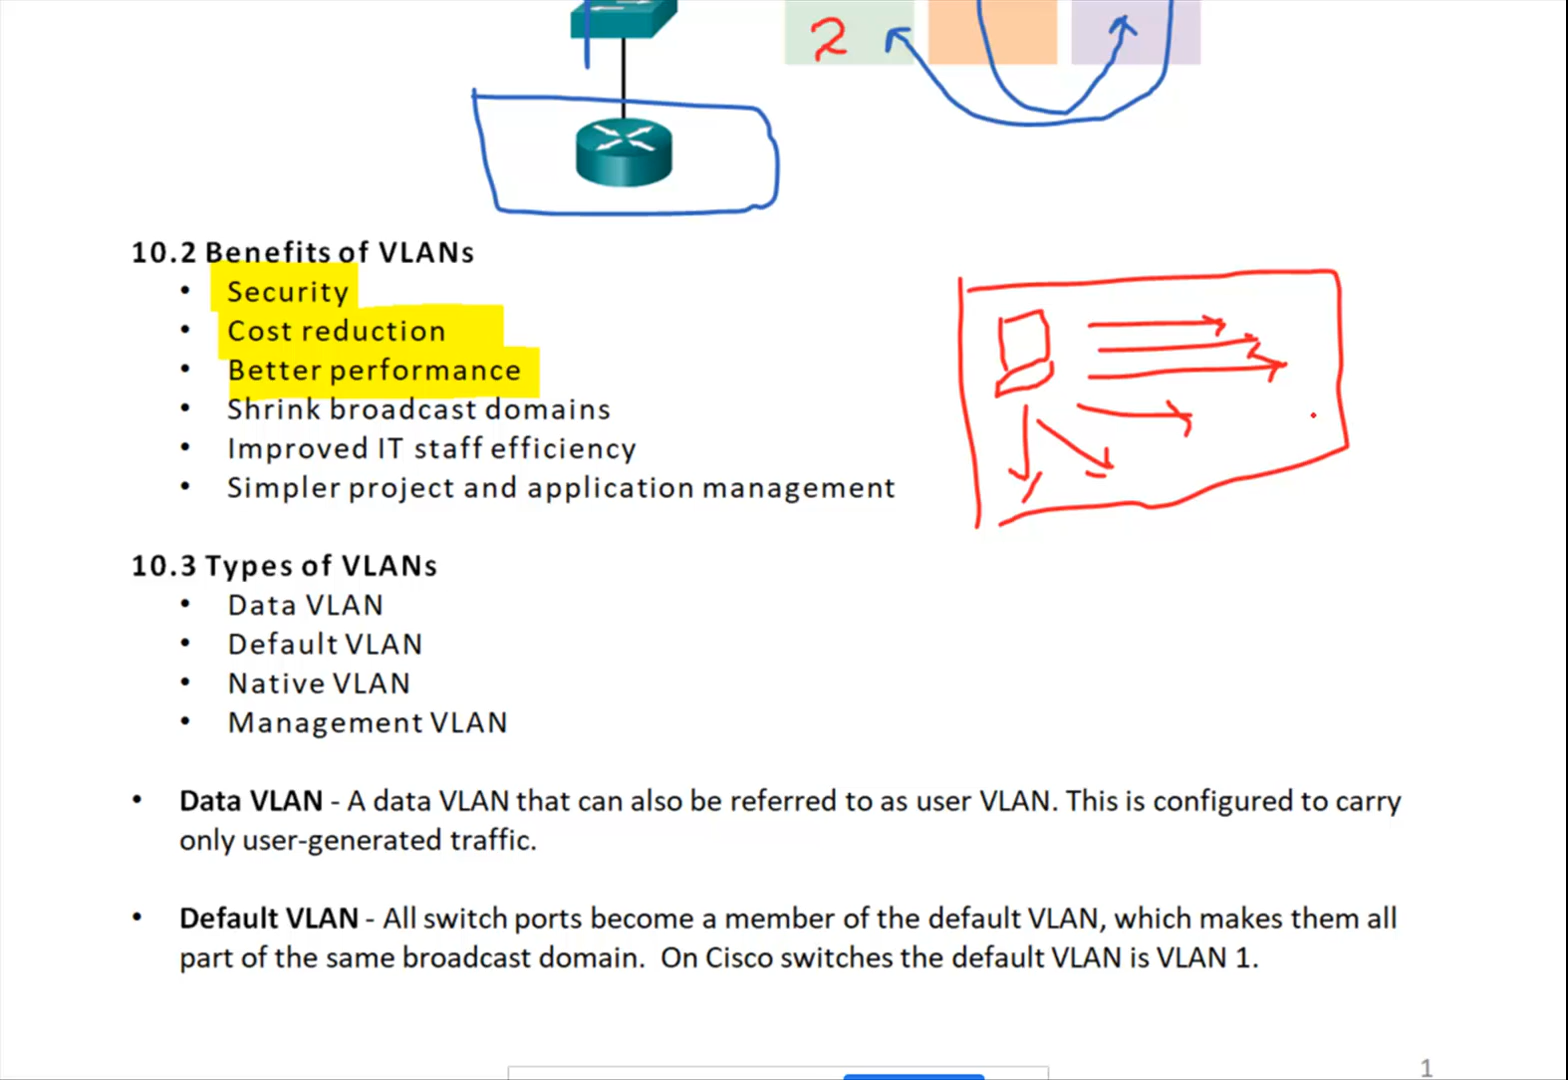 2
10.2 Benefits of VLANs
• Security
• Cost reduction
• Better performance
• Shrink broadcast domains
• Improved IT staff efficiency
• Simpler project and application management
10.3 Types of VLANs
• Data VLAN
• Default VLAN
• Native VLAN
• Management VLAN
• Data VLAN - A data VLAN that can also be referred to as user VLAN. This is configured to carry
only user-generated traffic.
• Default VLAN - All switch ports become a member of the default VLAN, which makes them all
part of the same broadcast domain.  On Cisco switches the default VLAN is VLAN 1.
1